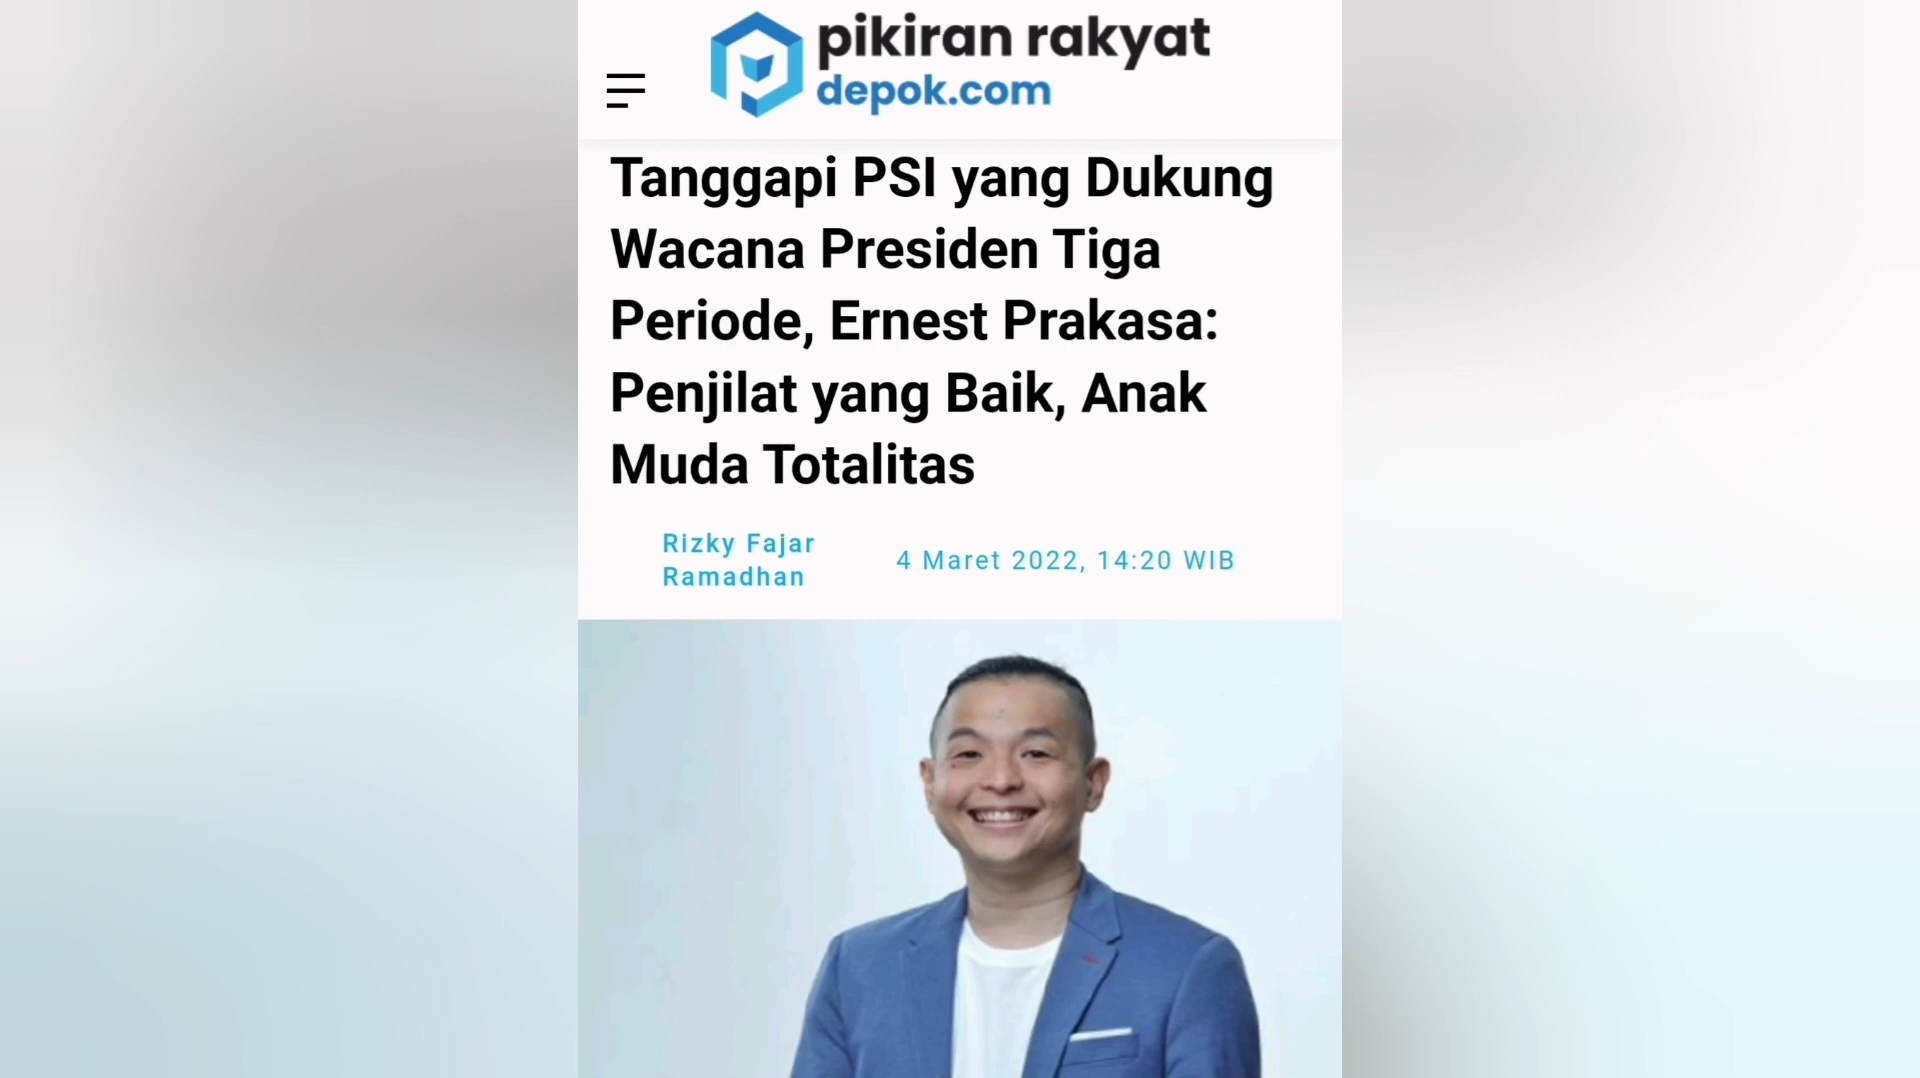 pikiran rakyat
depok.com
Tanggapi PSI yang Dukung
Wacana Presiden Tiga
Periode, Ernest Prakasa:
Penjilat yang Baik, Anak
Muda Totalitas
Rizky Fajar
Ramadhan
4 Maret 2022, 14:20 WIB